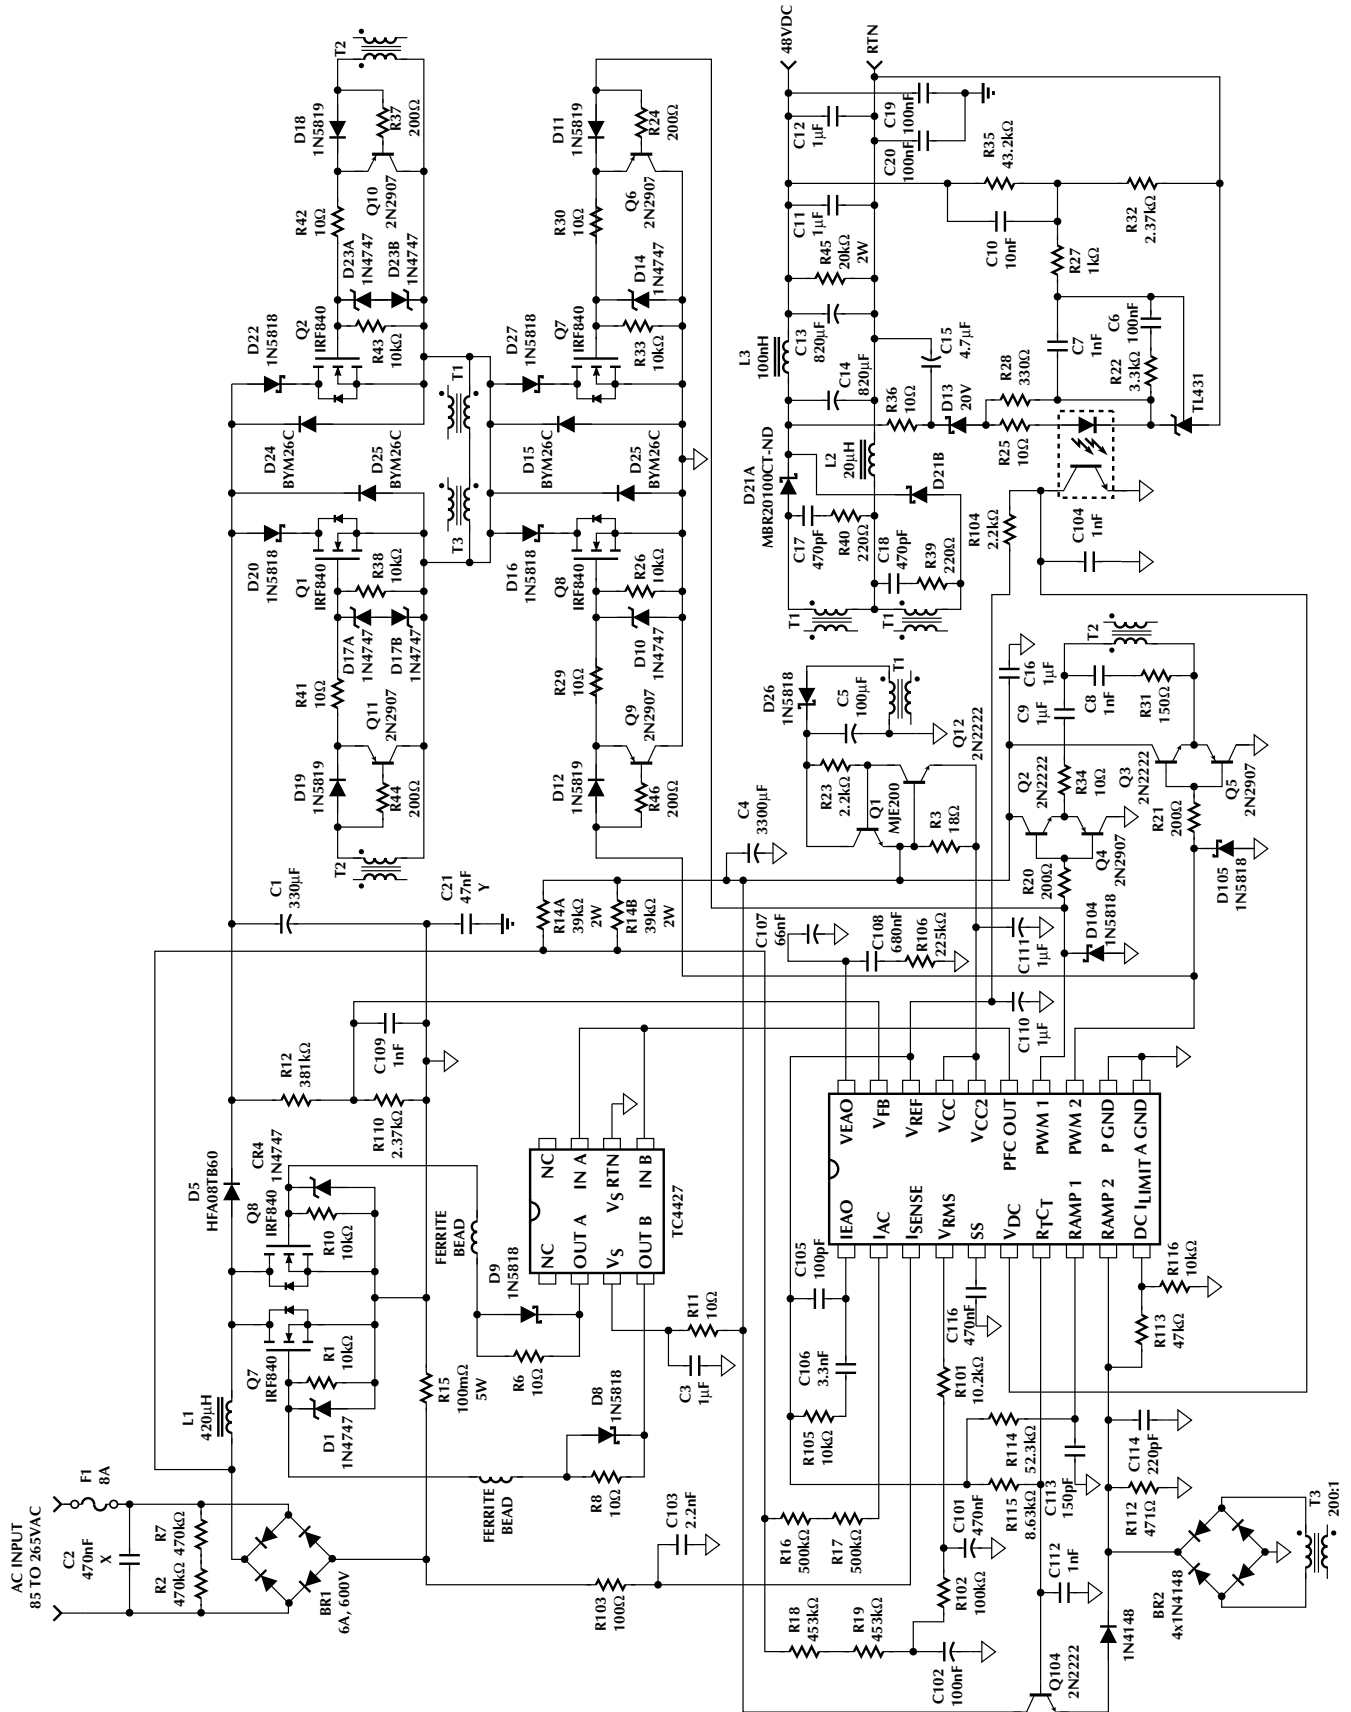 AC INPUT
85 TO 265VAC
F1
8A
C2
470nF
X
R2
470kΩ
R7
470kΩ
BR1
6A, 600V
L1
420µH
Q7
IRF840
D1
1N4747
R1
10kΩ
Q8
IRF840
R10
10kΩ
CR4
1N4747
D5
HFA08TB60
R12
381kΩ
R110
2.37kΩ
C109
1nF
R15
100mΩ
5W
C1
330µF
C21
47nF
Y
FERRITE
BEAD
D9
1N5818
R6
10Ω
FERRITE
BEAD
D8
1N5818
R8
10Ω
C3
1µF
R11
10Ω
NC
OUT A
VS
OUT B
NC
IN A
VS RTN
IN B
TC4427
R103
100Ω
C103
2.2nF
T2
D19
1N5819
R44
200Ω
Q11
2N2907
R41
10Ω
D17A
1N4747
D17B
1N4747
R38
10kΩ
Q1
IRF840
D20
1N5818
D25
BYM26C
D24
BYM26C
D22
1N5818
Q2
IRF840
R43
10kΩ
D23A
1N4747
D23B
1N4747
R42
10Ω
Q10
2N2907
D18
1N5819
R37
200Ω
T2
T3
T1
D12
1N5819
R46
200Ω
Q9
2N2907
R29
10Ω
D10
1N4747
R26
10kΩ
Q8
IRF840
D16
1N5818
D25
BYM26C
D15
BYM26C
D27
1N5818
Q7
IRF840
R33
10kΩ
D14
1N4747
R30
10Ω
Q6
2N2907
D11
1N5819
R24
200Ω
R14A
39kΩ
2W
R14B
39kΩ
2W
C4
3300µF
R23
2.2kΩ
Q1
MJE200
R3
18Ω
Q12
2N2222
D26
1N5818
C5
100µF
T1
T1
T1
C17
470pF
R40
220Ω
C18
470pF
R39
220Ω
D21A
MBR20100CT-ND
D21B
L2
20µH
L3
100nH
C14
820µF
C13
820µF
R45
20kΩ
2W
C11
1µF
C12
1µF
C20
100nF
C19
100nF
48VDC
RTN
R36
10Ω
C15
4.7µF
D13
20V
R25
10Ω
R28
330Ω
R22
3.3kΩ
C6
100nF
C7
1nF
TL431
R27
1kΩ
C10
10nF
R35
43.2kΩ
R32
2.37kΩ
R104
2.2kΩ
C104
1nF
C107
66nF
C108
680nF
R106
225kΩ
C111
1µF
C110
1µF
D104
1N5818
R20
200Ω
Q2
2N2222
Q4
2N2907
R34
10Ω
C9
1µF
C16
1µF
C8
1nF
R31
150Ω
T2
Q3
2N2222
Q5
2N2907
R21
200Ω
D105
1N5818
IEAO
IAC
ISENSE
VRMS
SS
VDC
RTCT
RAMP 1
RAMP 2
DC ILIMIT
VEAO
VFB
VREF
VCC
VCC2
PFC OUT
PWM 1
PWM 2
P GND
A GND
C105
100pF
C106
3.3nF
R105
10kΩ
R16
500kΩ
R17
500kΩ
R18
453kΩ
R19
453kΩ
C102
100nF
R102
100kΩ
C101
470nF
R101
10.2kΩ
C116
470nF
R115
8.63kΩ
R114
52.3kΩ
C113
150pF
C112
1nF
R112
471Ω
C114
220pF
R113
47kΩ
R116
10kΩ
Q104
2N2222
1N4148
BR2
4x1N4148
T3
200:1